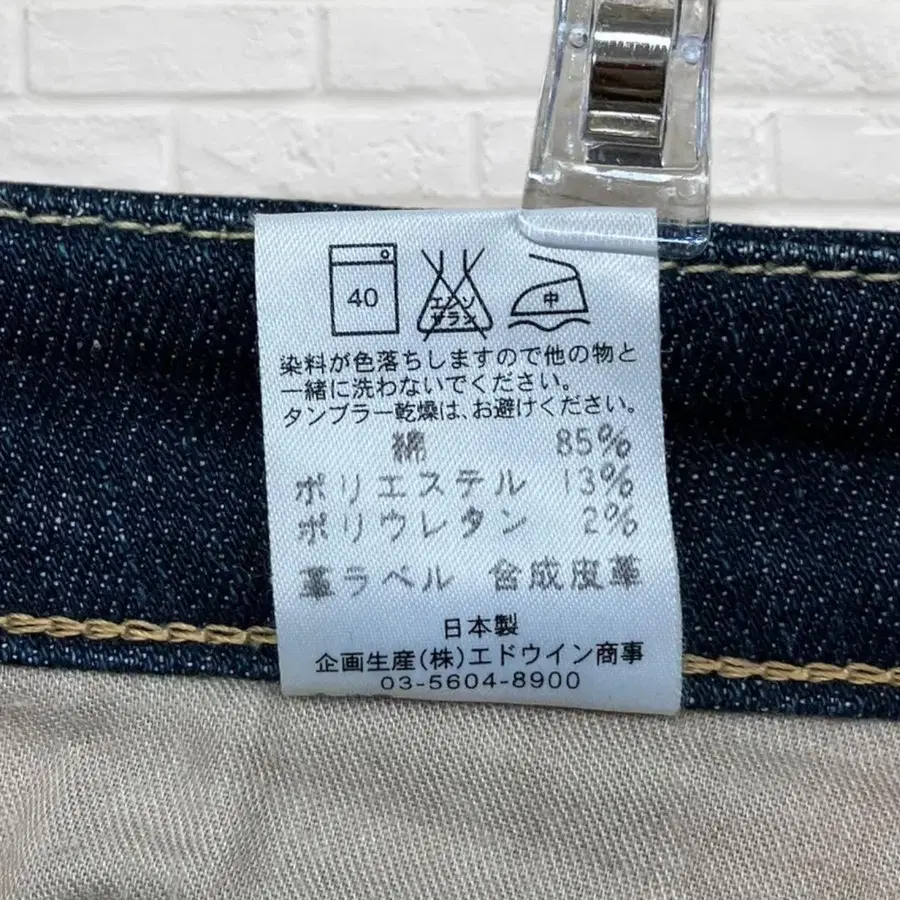 40 エンソ 中
サラシ
染料が色落ちしますので他の物と
一緒に洗わないでください。
タンブラー乾燥は、お避けください。
綿 85%
ポリエステル 13%
ポリウレタン 2%
革ラベル 合成皮革
日本製
企画生産(株)エドウイン商事
03-5604-8900